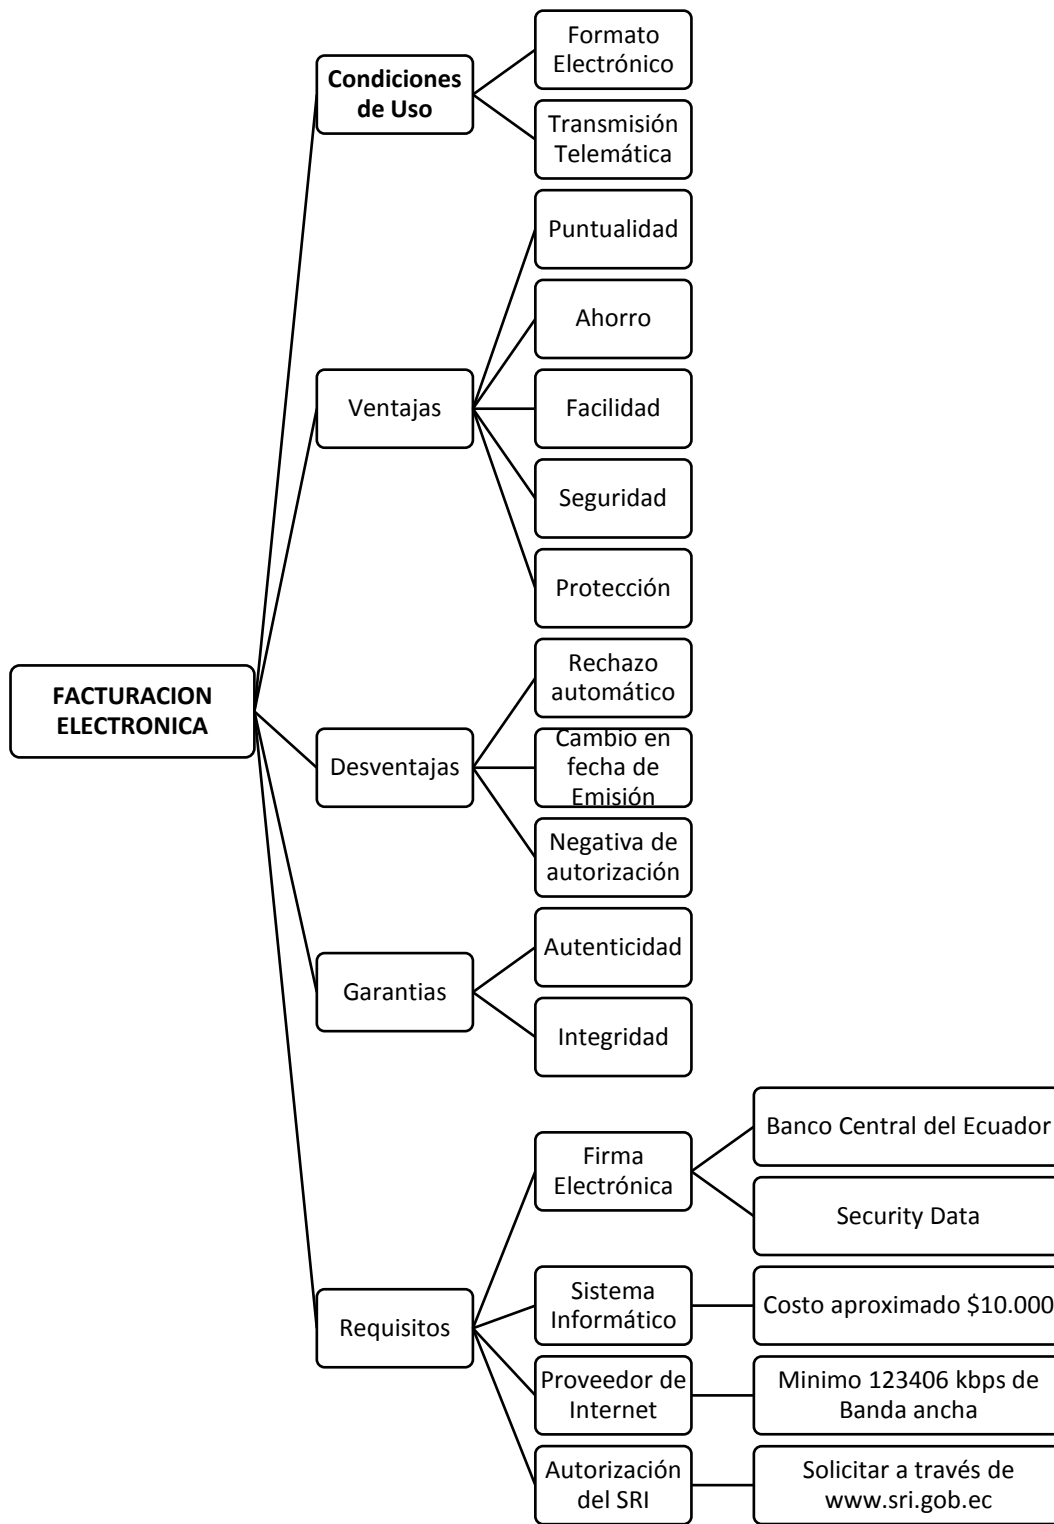 Formato
Electrónico
Condiciones
de Uso
Transmisión
Telemática
Puntualidad
Ahorro
Ventajas
Facilidad
Seguridad
Protección
FACTURACION
ELECTRONICA
Rechazo
automático
Desventajas
Cambio en
fecha de
Emisión
Negativa de
autorización
Autenticidad
Garantias
Integridad
Banco Central del Ecuador
Firma
Electrónica
Security Data
Requisitos
Sistema
Informático
Costo aproximado $10.000
Proveedor de
Internet
Minimo 123406 kbps de
Banda ancha
Autorización
del SRI
Solicitar a través de
www.sri.gob.ec